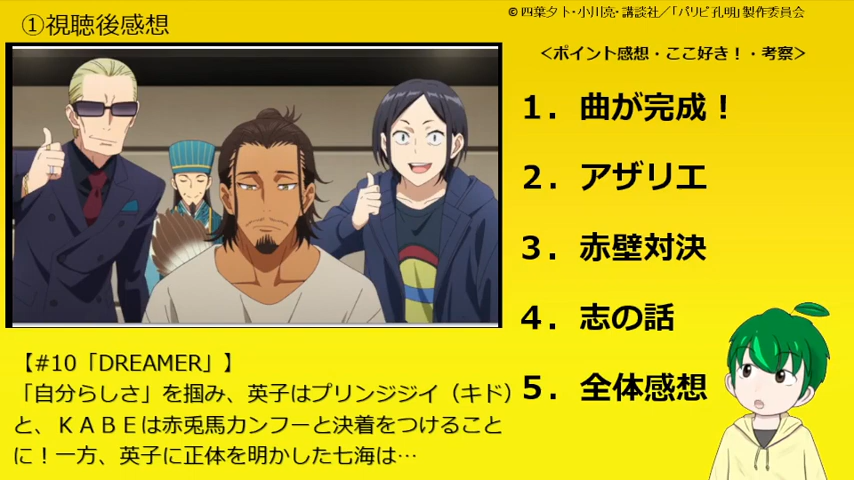 ①視聴後感想
© 四葉夕ト・小川亮・講談社／「パリピ孔明」製作委員会
＜ポイント感想・ここ好き！・考察＞
１．曲が完成！
２．アザリエ
３．赤壁対決
４．志の話
５．全体感想
【#10「DREAMER」】
「自分らしさ」を掴み、英子はプリンジジイ（キド）
と、ＫＡＢＥは赤兎馬カンフーと決着をつけること
に！一方、英子に正体を明かした七海は…